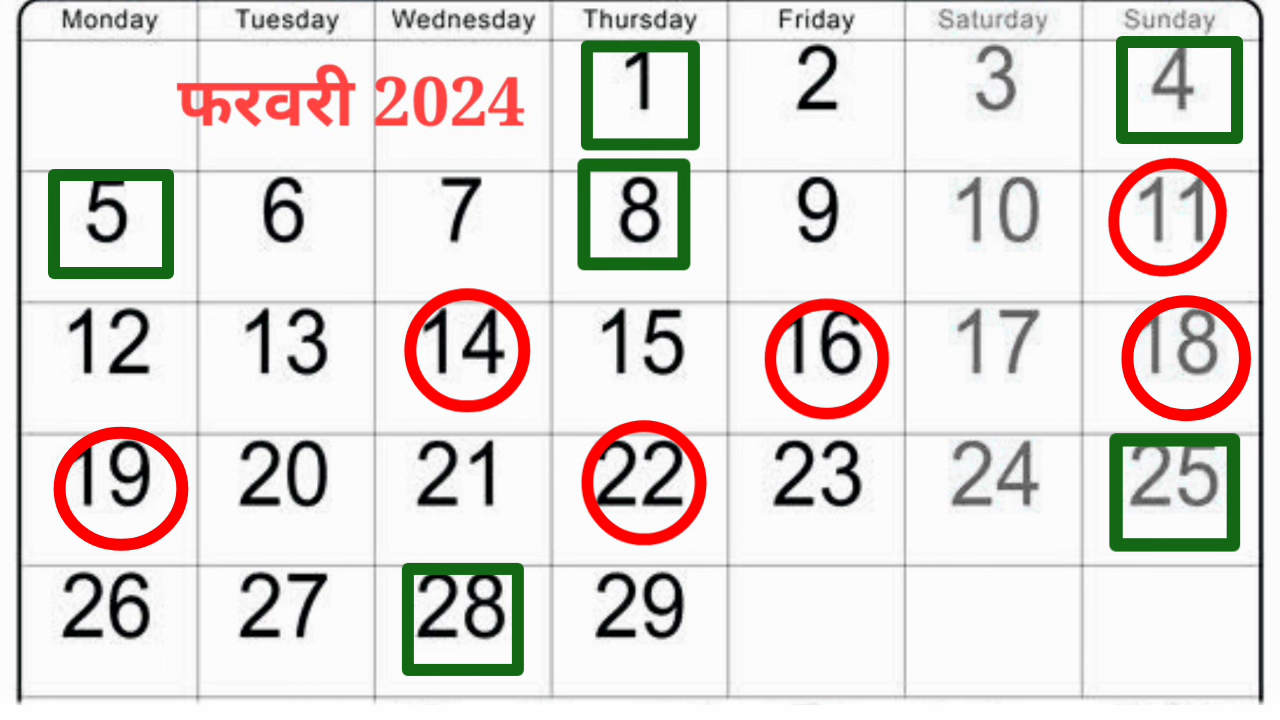 Monday Tuesday Wednesday Thursday Friday Saturday Sunday
फरवरी 2024 1 2 3 4
5 6 7 8 9 10 11
12 13 14 15 16 17 18
19 20 21 22 23 24 25
26 27 28 29